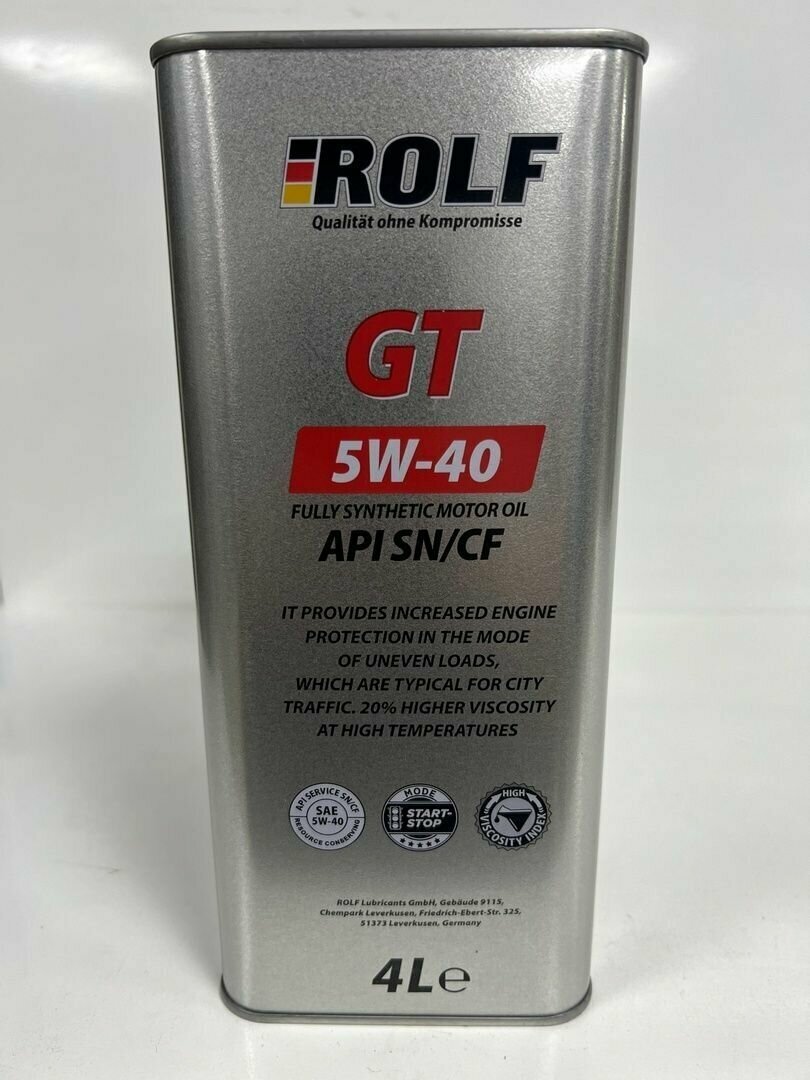 ROLF
Qualität ohne Kompromisse
GT
5W-40
FULLY SYNTHETIC MOTOR OIL
API SN/CF
IT PROVIDES INCREASED ENGINE
PROTECTION IN THE MODE
OF UNEVEN LOADS,
WHICH ARE TYPICAL FOR CITY
TRAFFIC. 20% HIGHER VISCOSITY
AT HIGH TEMPERATURES
API SERVICE SN/CF
SAE
5W-40
RESOURCE CONSERVING
MODE
START-
STOP
HIGH
VISCOSITY INDEX
ROLF Lubricants GmbH, Gebäude 9115,
Chempark Leverkusen, Friedrich-Ebert-Str. 325,
51373 Leverkusen, Germany
4L e